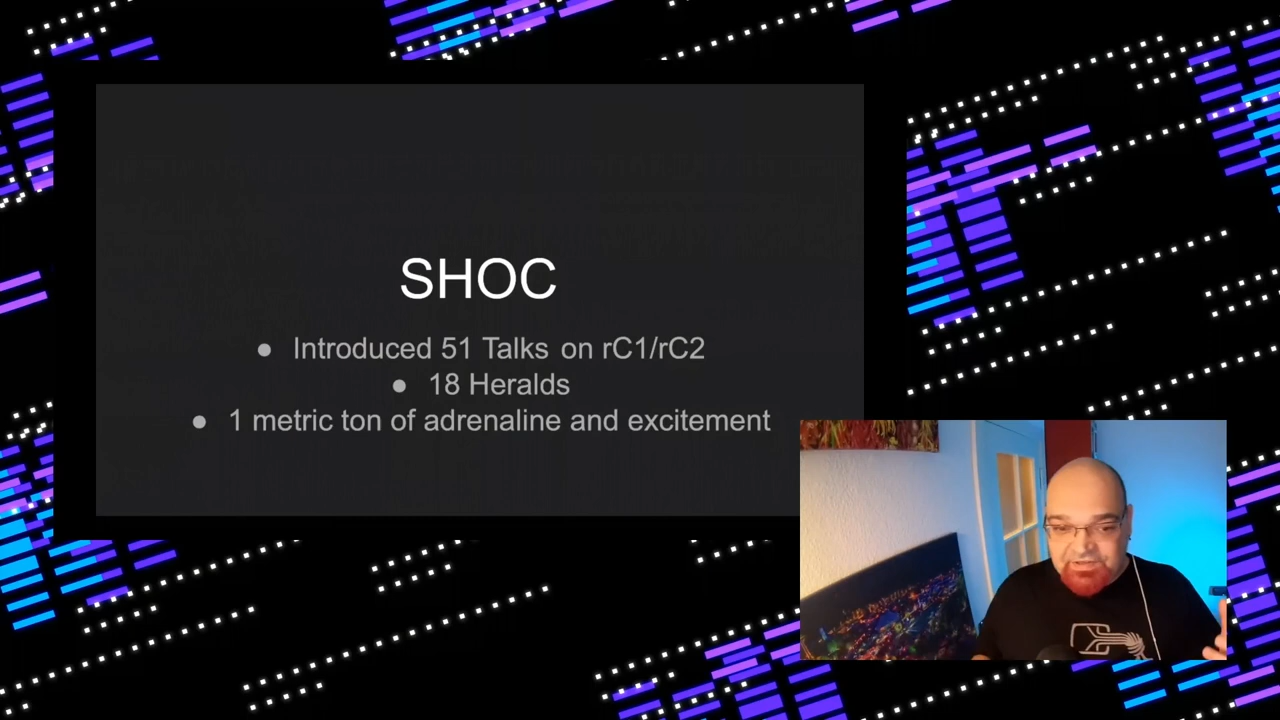 SHOC
● Introduced 51 Talks on rC1/rC2
● 18 Heralds
● 1 metric ton of adrenaline and excitement